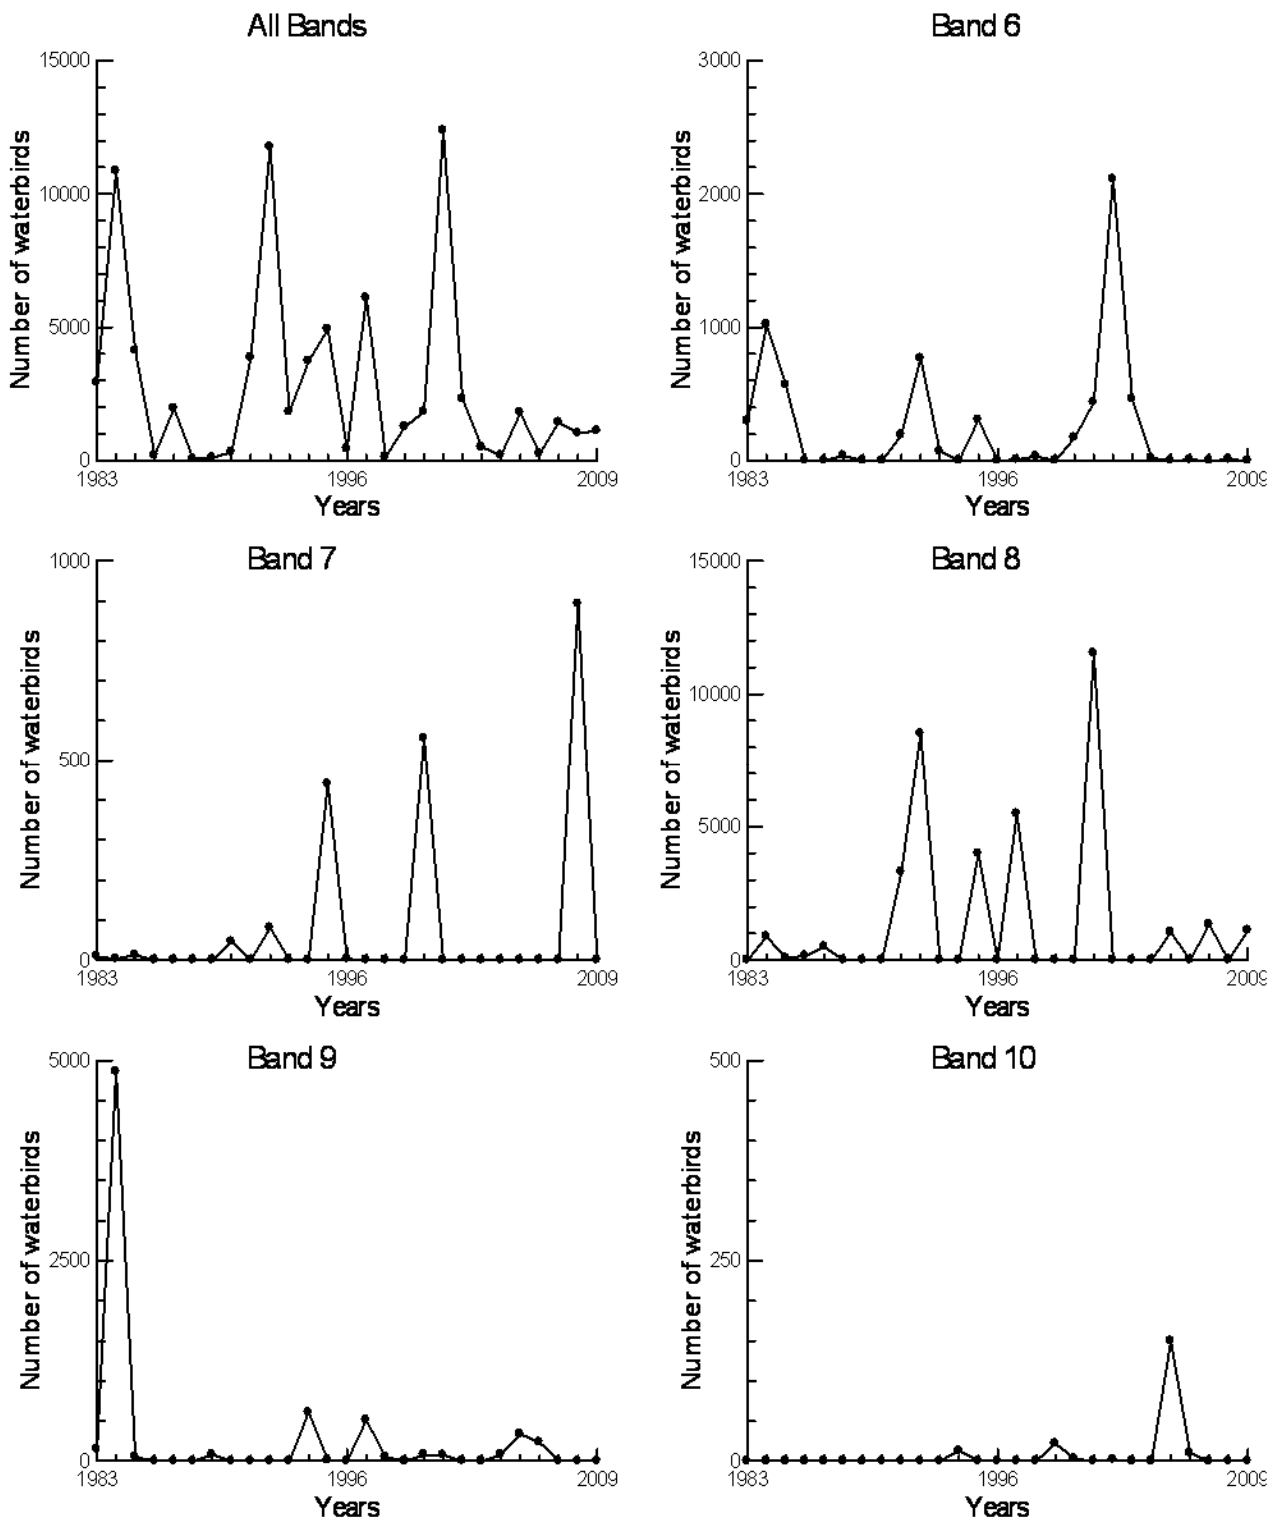 All Bands
15000
10000
5000
0
Number of waterbirds
1983
1996
2009
Years
Band 6
3000
2000
1000
0
Number of waterbirds
1983
1996
2009
Years
Band 7
1000
500
0
Number of waterbirds
1983
1996
2009
Years
Band 8
15000
10000
5000
0
Number of waterbirds
1983
1996
2009
Years
Band 9
5000
2500
0
Number of waterbirds
1983
1996
2009
Years
Band 10
500
250
0
Number of waterbirds
1983
1996
2009
Years